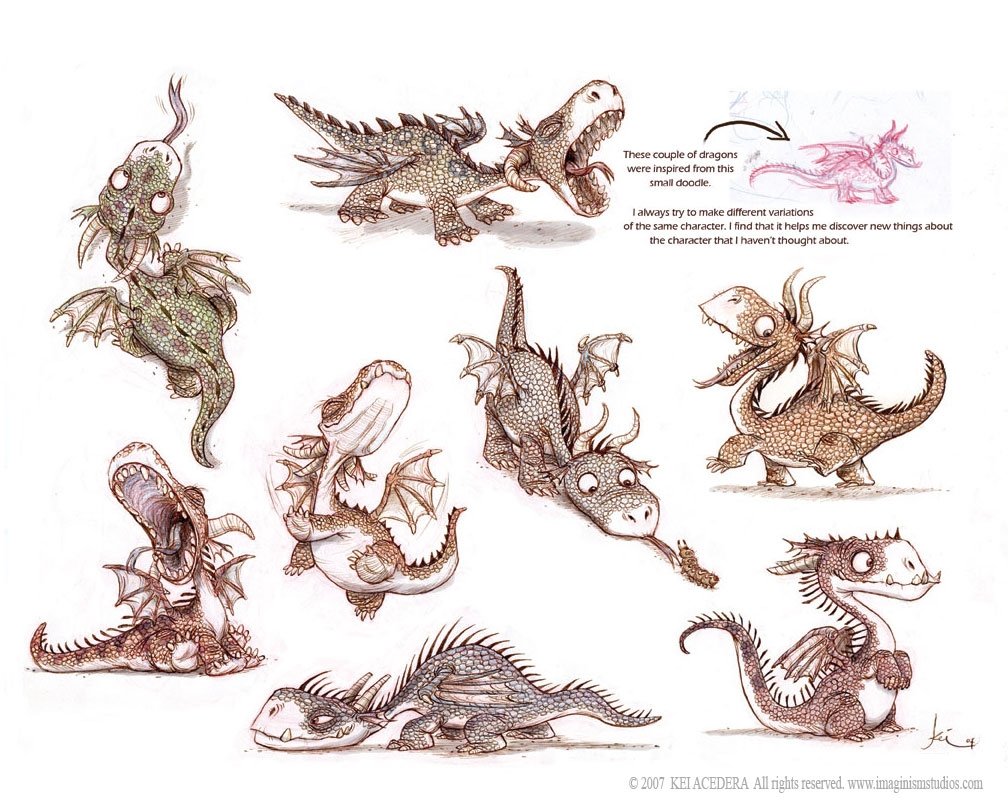 These couple of dragons
were inspired from this
small doodle.
I always try to make different variations
of the same character. I find that it helps me discover new things about
the character that I haven't thought about.
Kei
© 2007 KEI ACEDERA All rights reserved. www.imaginismstudios.com